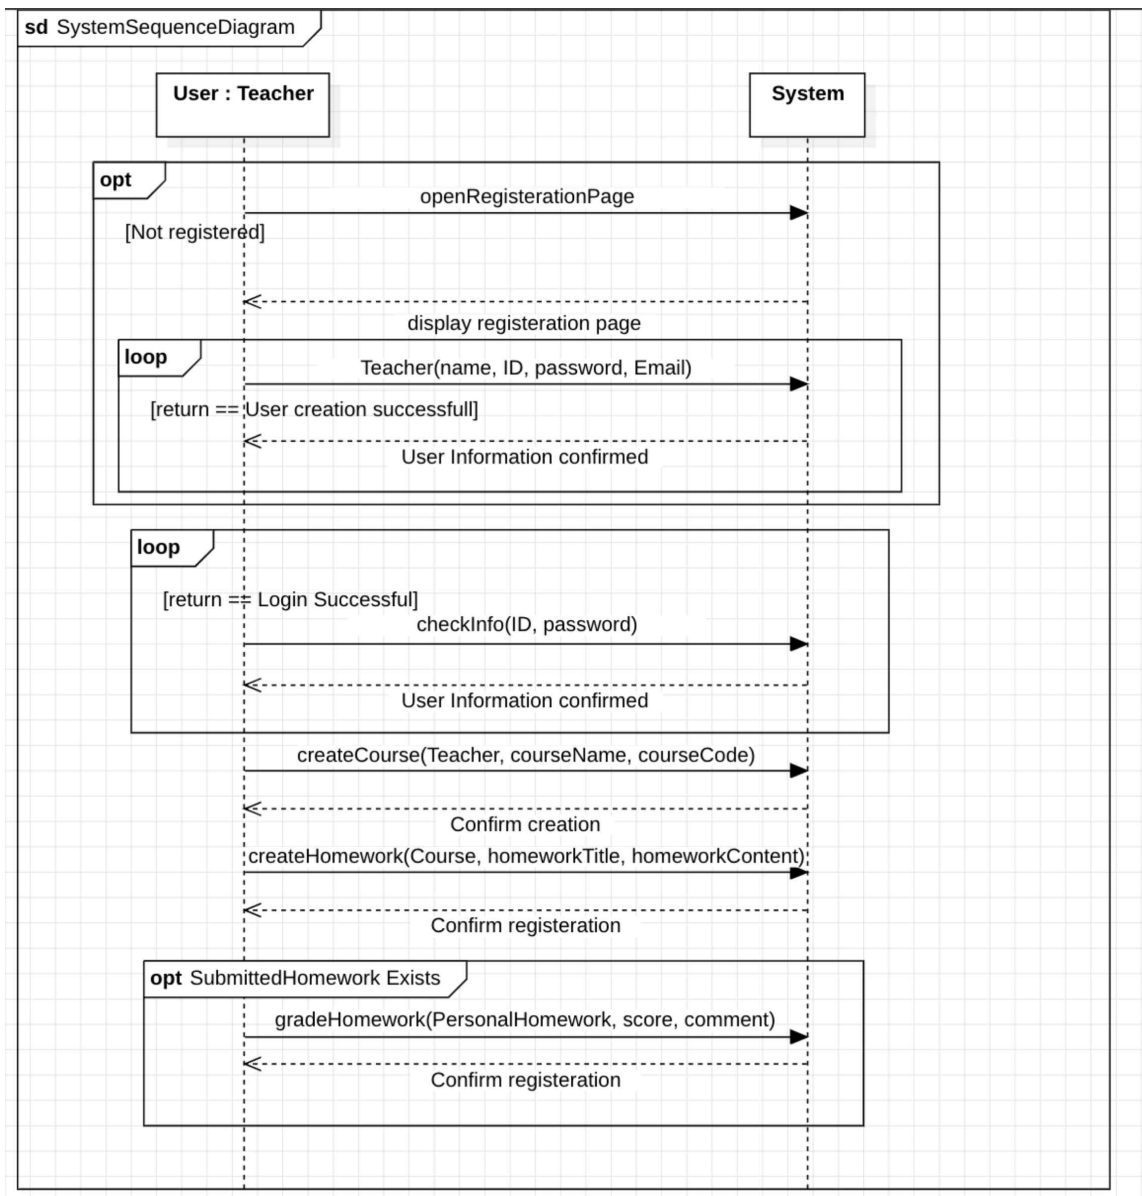 sd SystemSequenceDiagram
User : Teacher
System
opt
openRegisterationPage
[Not registered]
display registeration page
loop
Teacher(name, ID, password, Email)
[return == User creation successfull]
User Information confirmed
loop
[return == Login Successful]
checkInfo(ID, password)
User Information confirmed
createCourse(Teacher, courseName, courseCode)
Confirm creation
createHomework(Course, homeworkTitle, homeworkContent)
Confirm registeration
opt SubmittedHomework Exists
gradeHomework(PersonalHomework, score, comment)
Confirm registeration